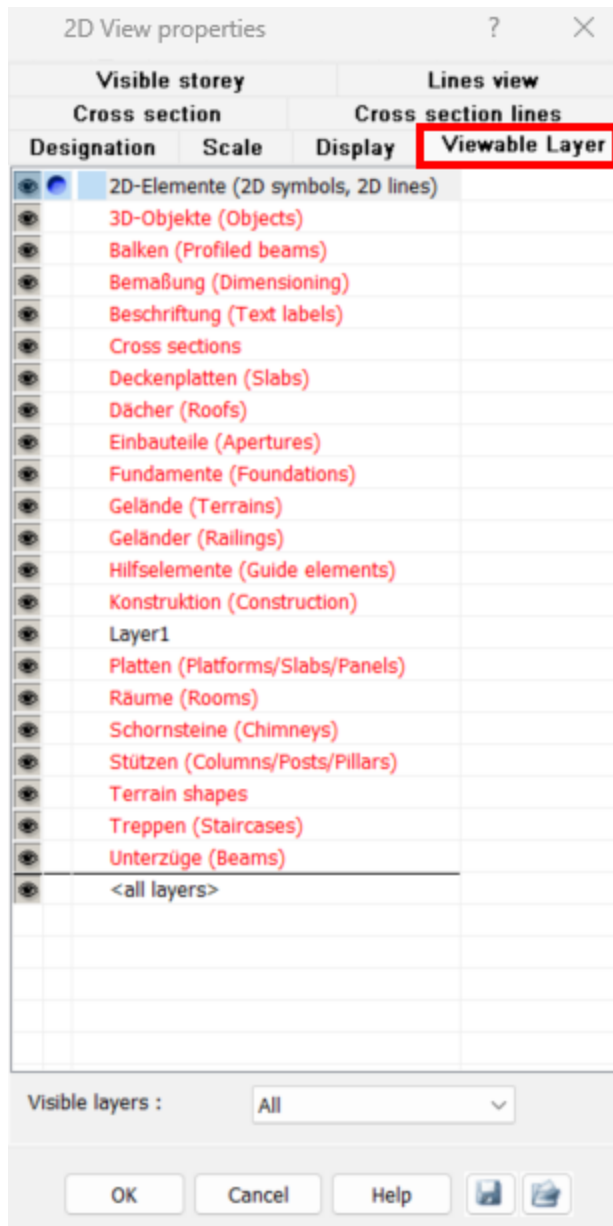 2D View properties ? ×
Visible storey Lines view
Cross section Cross section lines
Designation Scale Display Viewable Layer
2D-Elemente (2D symbols, 2D lines)
3D-Objekte (Objects)
Balken (Profiled beams)
Bemaßung (Dimensioning)
Beschriftung (Text labels)
Cross sections
Deckenplatten (Slabs)
Dächer (Roofs)
Einbauteile (Apertures)
Fundamente (Foundations)
Gelände (Terrains)
Geländer (Railings)
Hilfselemente (Guide elements)
Konstruktion (Construction)
Layer1
Platten (Platforms/Slabs/Panels)
Räume (Rooms)
Schornsteine (Chimneys)
Stützen (Columns/Posts/Pillars)
Terrain shapes
Treppen (Staircases)
Unterzüge (Beams)
<all layers>
Visible layers : All
OK Cancel Help